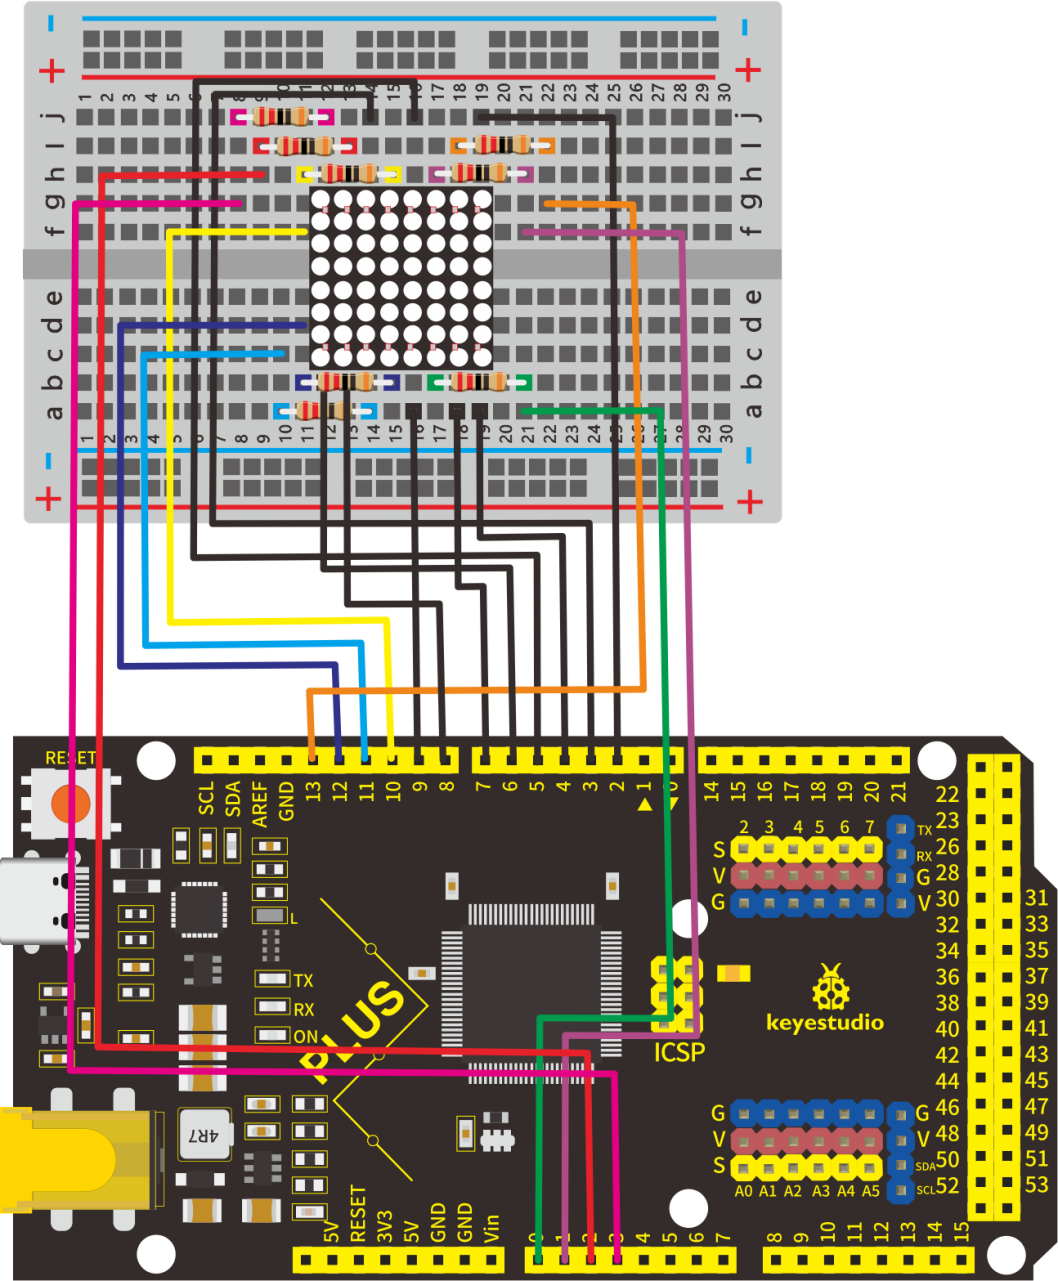 - -
+ +
1 2 3 4 5 6 7 8 9 10 11 12 13 14 15 16 17 18 19 20 21 22 23 24 25 26 27 28 29 30
j j
I I
h h
g g
f f
e e
d d
c c
b b
a a
1 2 3 4 5 6 7 8 9 10 11 12 13 14 15 16 17 18 19 20 21 22 23 24 25 26 27 28 29 30
- -
+ +
RESET
SCL SDA AREF GND 13 12 11 10 9 8 7 6 5 4 3 2 1 0 14 15 16 17 18 19 20 21
22
23
26
28
30 31
32 33
34 35
36 37
38 39
40 41
42 43
44 45
46 47
48 49
50 51
52 53
2 3 4 5 6 7
S TX
V RX
G G
V
L
TX
RX
ON
PLUS
ICSP
keyestudio
4R7
G G
V V
S SDA
A0 A1 A2 A3 A4 A5 SCL
5V RESET 3V3 5V GND GND Vin 0 1 2 3 4 5 6 7 8 9 10 11 12 13 14 15